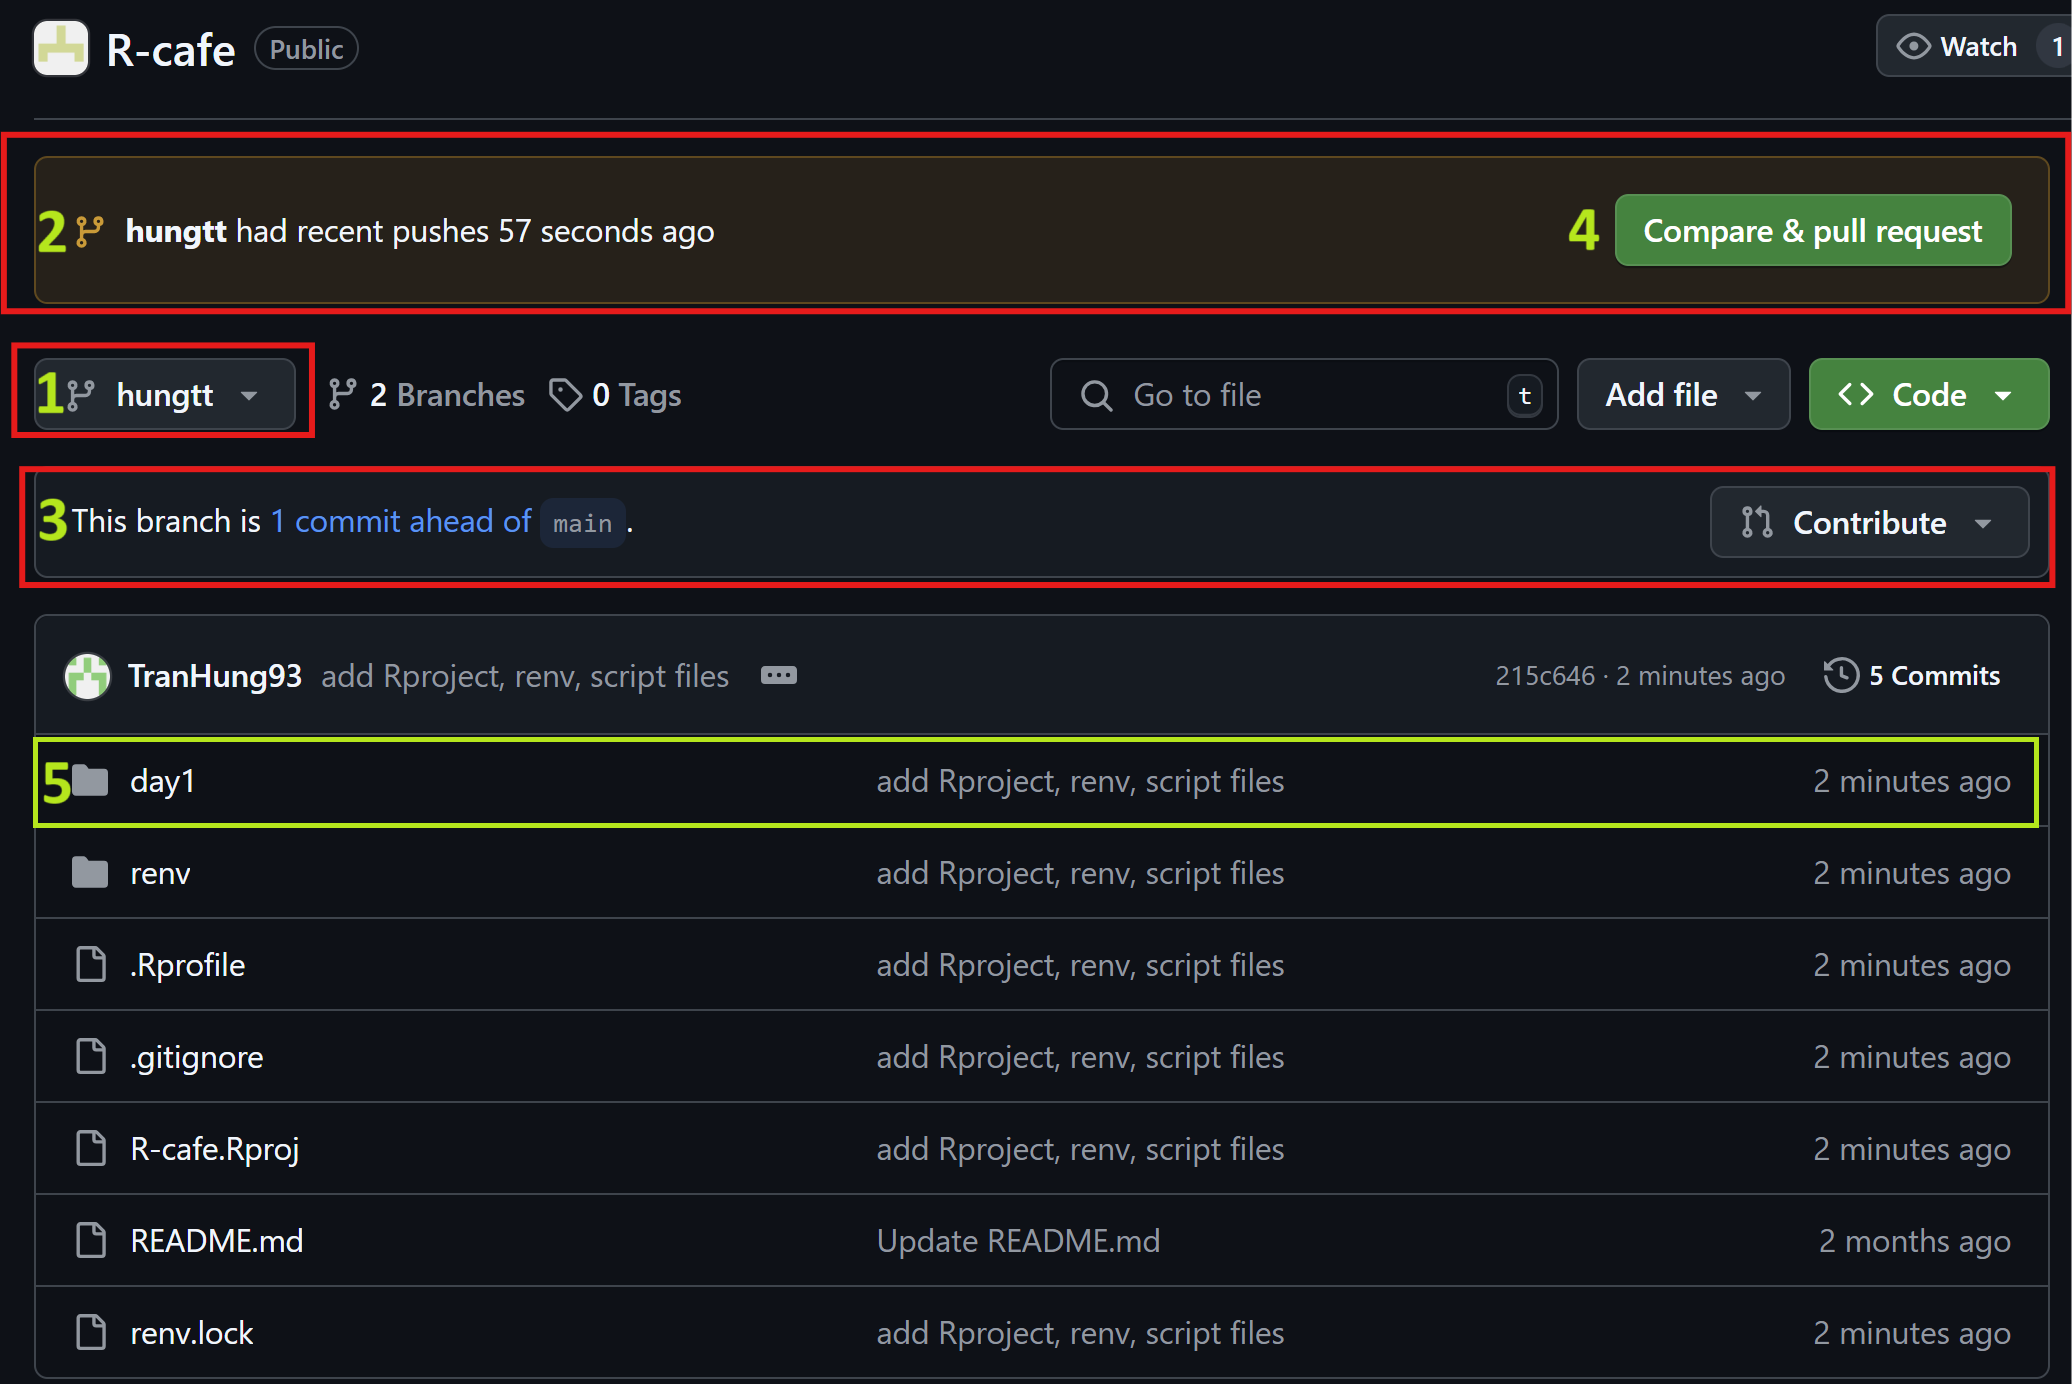 R-cafe Public Watch 1
2 hungtt had recent pushes 57 seconds ago 4 Compare & pull request
1 hungtt 2 Branches 0 Tags Go to file t Add file <> Code
3 This branch is 1 commit ahead of main . Contribute
TranHung93 add Rproject, renv, script files 215c646 · 2 minutes ago 5 Commits
5 day1 add Rproject, renv, script files 2 minutes ago
renv add Rproject, renv, script files 2 minutes ago
.Rprofile add Rproject, renv, script files 2 minutes ago
.gitignore add Rproject, renv, script files 2 minutes ago
R-cafe.Rproj add Rproject, renv, script files 2 minutes ago
README.md Update README.md 2 months ago
renv.lock add Rproject, renv, script files 2 minutes ago